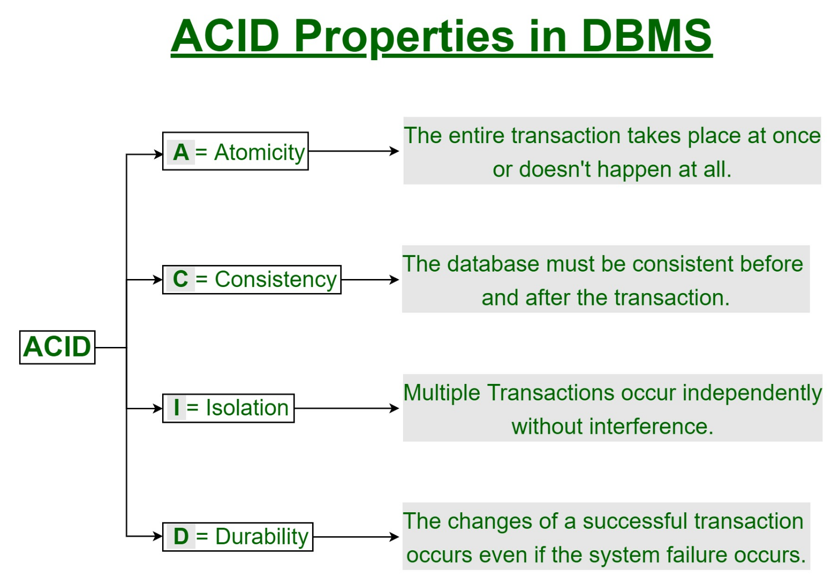 ACID Properties in DBMS
A = Atomicity
The entire transaction takes place at once
or doesn't happen at all.
C = Consistency
The database must be consistent before
and after the transaction.
ACID
I = Isolation
Multiple Transactions occur independently
without interference.
D = Durability
The changes of a successful transaction
occurs even if the system failure occurs.